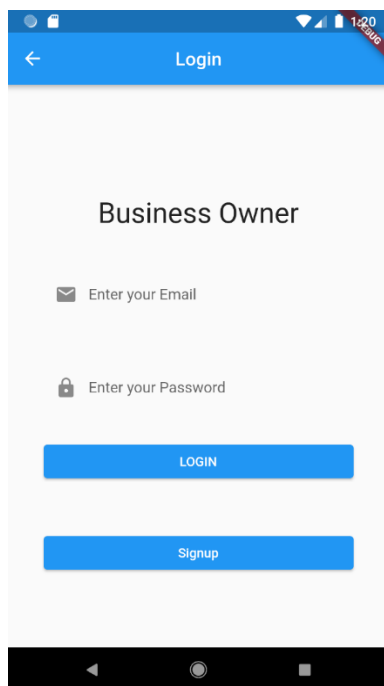 1:20
DEBUG
Login
Business Owner
Enter your Email
Enter your Password
LOGIN
Signup